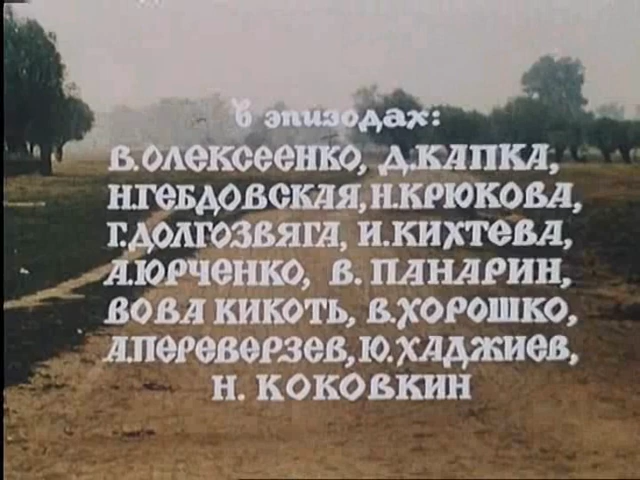 в эпизодах:
В. ОЛЕКСЕЕНКО, Д. КАПКА,
Н. ГЕБДОВСКАЯ, Н. КРЮКОВА,
Г. ДОЛГОЗВЯГА, И. КИХТЕВА,
А. ЮРЧЕНКО, В. ПАНАРИН,
ВОВА КИКОТЬ, В. ХОРОШКО,
А. ПЕРЕВЕРЗЕВ, Ю. ХАДЖИЕВ,
Н. КОКОВКИН